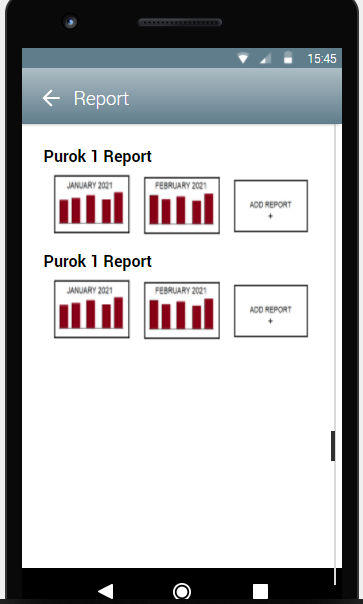 15:45
Report
Purok 1 Report
JANUARY 2021
FEBRUARY 2021
ADD REPORT
+
Purok 1 Report
JANUARY 2021
FEBRUARY 2021
ADD REPORT
+